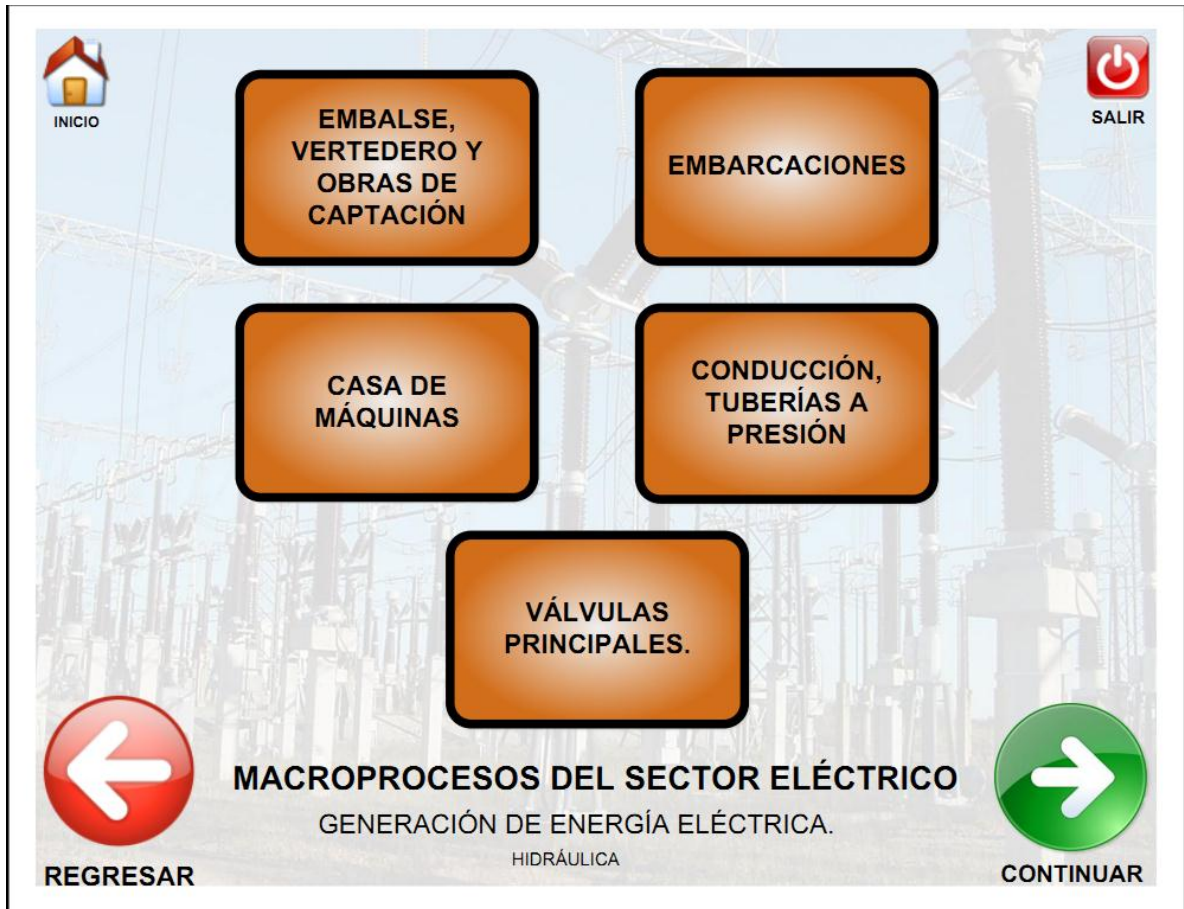 INICIO
SALIR
EMBALSE,
VERTEDERO Y
OBRAS DE
CAPTACIÓN
EMBARCACIONES
CASA DE
MÁQUINAS
CONDUCCIÓN,
TUBERÍAS A
PRESIÓN
VÁLVULAS
PRINCIPALES.
MACROPROCESOS DEL SECTOR ELÉCTRICO
GENERACIÓN DE ENERGÍA ELÉCTRICA.
HIDRÁULICA
REGRESAR
CONTINUAR